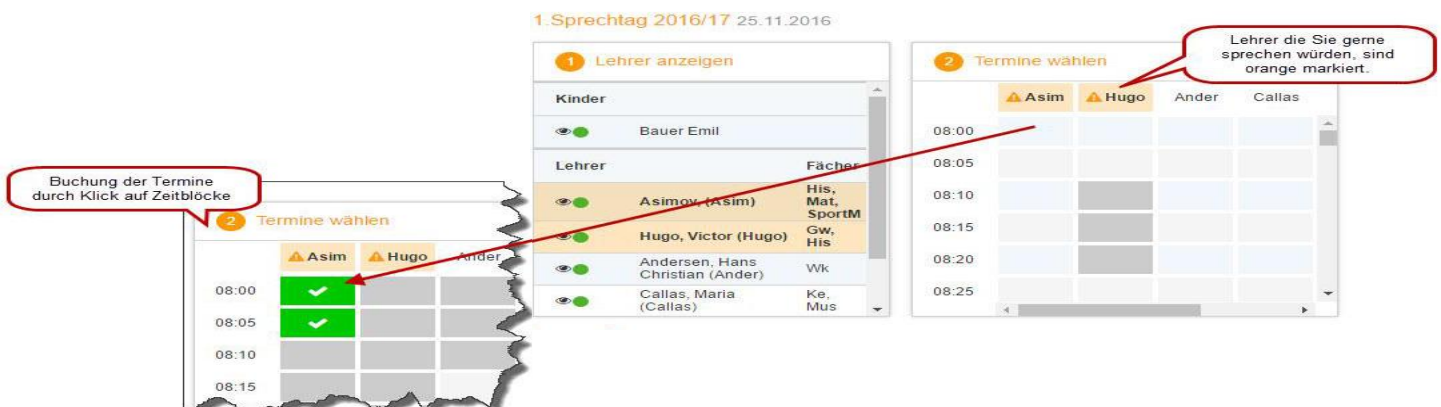 1.Sprechtag 2016/17 25.11.2016
1 Lehrer anzeigen
Kinder
Bauer Emil
Lehrer Fächer
Asimov, (Asim) His, Mat, SportM
Hugo, Victor (Hugo) Gw, His
Andersen, Hans Christian (Ander) Wk
Callas, Maria (Callas) Ke, Mus
2 Termine wählen
Lehrer die Sie gerne
sprechen würden, sind
orange markiert.
Asim Hugo Ander Callas
08:00
08:05
08:10
08:15
08:20
08:25
Buchung der Termine
durch Klick auf Zeitblöcke
2 Termine wählen
Asim Hugo Ander
08:00
08:05
08:10
08:15